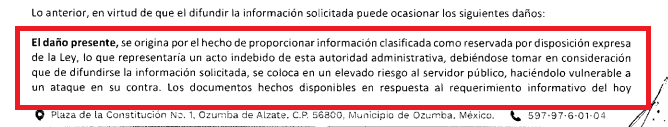 Lo anterior, en virtud de que el difundir la información solicitada puede ocasionar los siguientes daños:
El daño presente, se origina por el hecho de proporcionar información clasificada como reservada por disposición expresa
de la Ley, lo que representaría un acto indebido de esta autoridad administrativa, debiéndose tomar en consideración
que de difundirse la información solicitada, se coloca en un elevado riesgo al servidor público, haciéndolo vulnerable a
un ataque en su contra. Los documentos hechos disponibles en respuesta al requerimiento informativo del hoy
Plaza de la Constitución No. 1, Ozumba de Alzate, C.P. 56800, Municipio de Ozumba, México. 597-97-6-01-04